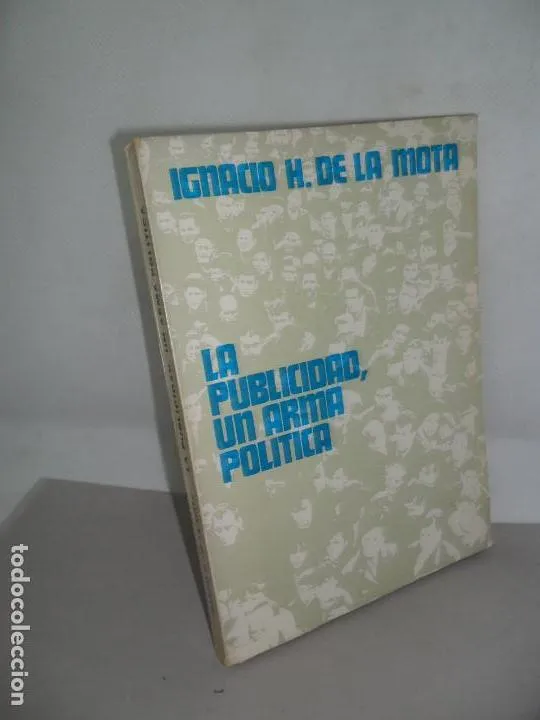 IGNACIO H. DE LA MOTA
LA
PUBLICIDAD,
UN ARMA
POLITICA
todocoleccion